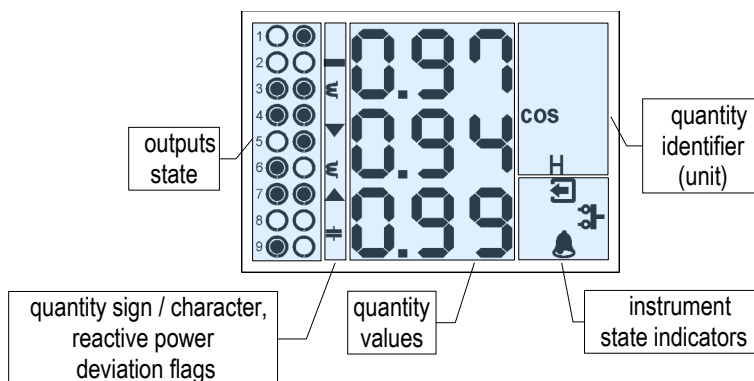 1
2
3
4
5
6
7
8
9
0.97
0.94
0.99
cos
H
outputs
state
quantity
identifier
(unit)
quantity sign / character,
reactive power
deviation flags
quantity
values
instrument
state indicators